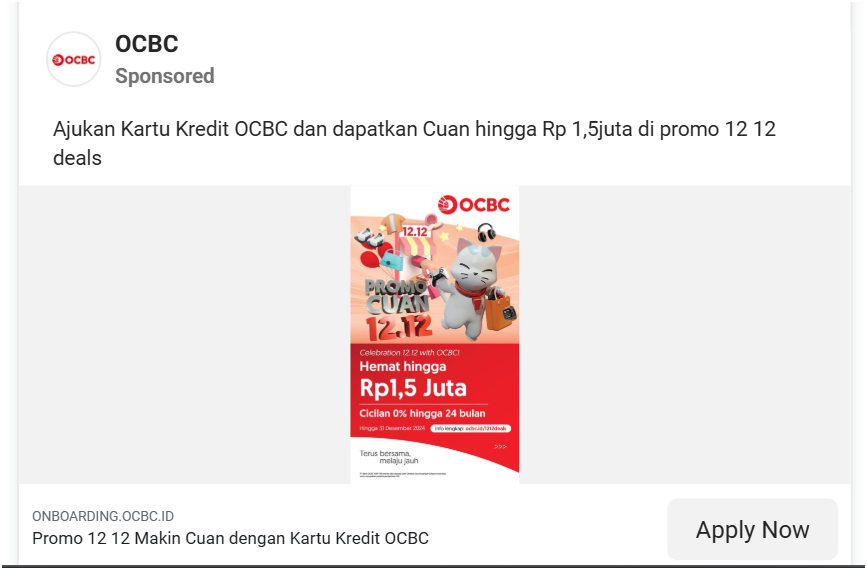 OCBC
OCBC
Sponsored
Ajukan Kartu Kredit OCBC dan dapatkan Cuan hingga Rp 1,5juta di promo 12 12
deals
OCBC
12.12
PROMO
CUAN
12.12
Celebration 12.12 with OCBC!
Hemat hingga
Rp1,5 Juta
Cicilan 0% hingga 24 bulan
Hingga 31 Desember 2024 Info lengkap: ocbc.id/1212deals
>>>
Terus bersama,
melaju jauh
ONBOARDING.OCBC.ID
Promo 12 12 Makin Cuan dengan Kartu Kredit OCBC
Apply Now